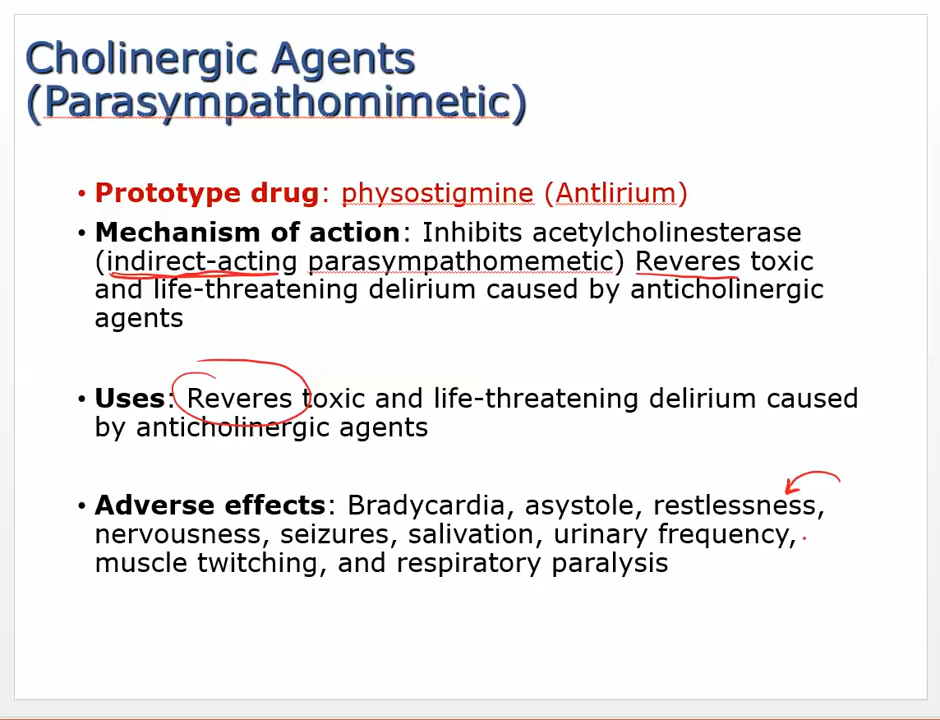 Cholinergic Agents
(Parasympathomimetic)
• Prototype drug: physostigmine (Antlirium)
• Mechanism of action: Inhibits acetylcholinesterase
(indirect-acting parasympathomemetic) Reveres toxic
and life-threatening delirium caused by anticholinergic
agents
• Uses: Reveres toxic and life-threatening delirium caused
by anticholinergic agents
• Adverse effects: Bradycardia, asystole, restlessness,
nervousness, seizures, salivation, urinary frequency,
muscle twitching, and respiratory paralysis